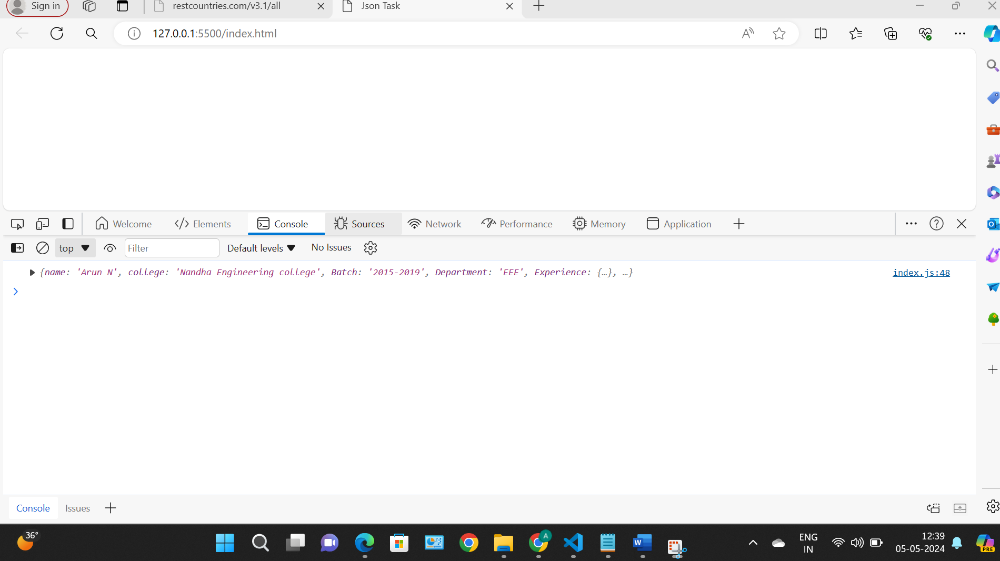 Sign in
restcountries.com/v3.1/all
Json Task
127.0.0.1:5500/index.html
Welcome
</> Elements
Console
Sources
Network
Performance
Memory
Application
top
Filter
Default levels
No Issues
{name: 'Arun N', college: 'Nandha Engineering college', Batch: '2015-2019', Department: 'EEE', Experience: {…}, …}
index.js:48
Console
Issues
36°
A
W
ENG
IN
12:39
05-05-2024
PRE